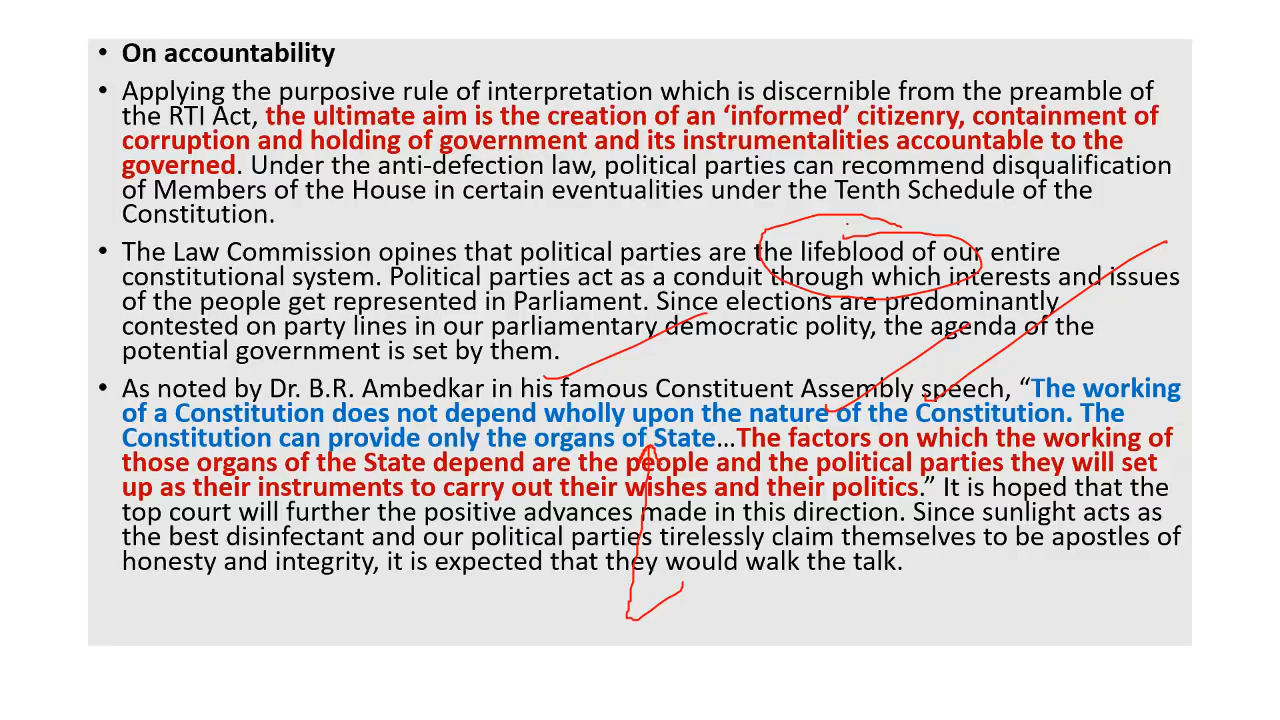 • On accountability
• Applying the purposive rule of interpretation which is discernible from the preamble of
the RTI Act, the ultimate aim is the creation of an ‘informed’ citizenry, containment of
corruption and holding of government and its instrumentalities accountable to the
governed. Under the anti-defection law, political parties can recommend disqualification
of Members of the House in certain eventualities under the Tenth Schedule of the
Constitution.
• The Law Commission opines that political parties are the lifeblood of our entire
constitutional system. Political parties act as a conduit through which interests and issues
of the people get represented in Parliament. Since elections are predominantly
contested on party lines in our parliamentary democratic polity, the agenda of the
potential government is set by them.
• As noted by Dr. B.R. Ambedkar in his famous Constituent Assembly speech, “The working
of a Constitution does not depend wholly upon the nature of the Constitution. The
Constitution can provide only the organs of State…The factors on which the working of
those organs of the State depend are the people and the political parties they will set
up as their instruments to carry out their wishes and their politics.” It is hoped that the
top court will further the positive advances made in this direction. Since sunlight acts as
the best disinfectant and our political parties tirelessly claim themselves to be apostles of
honesty and integrity, it is expected that they would walk the talk.